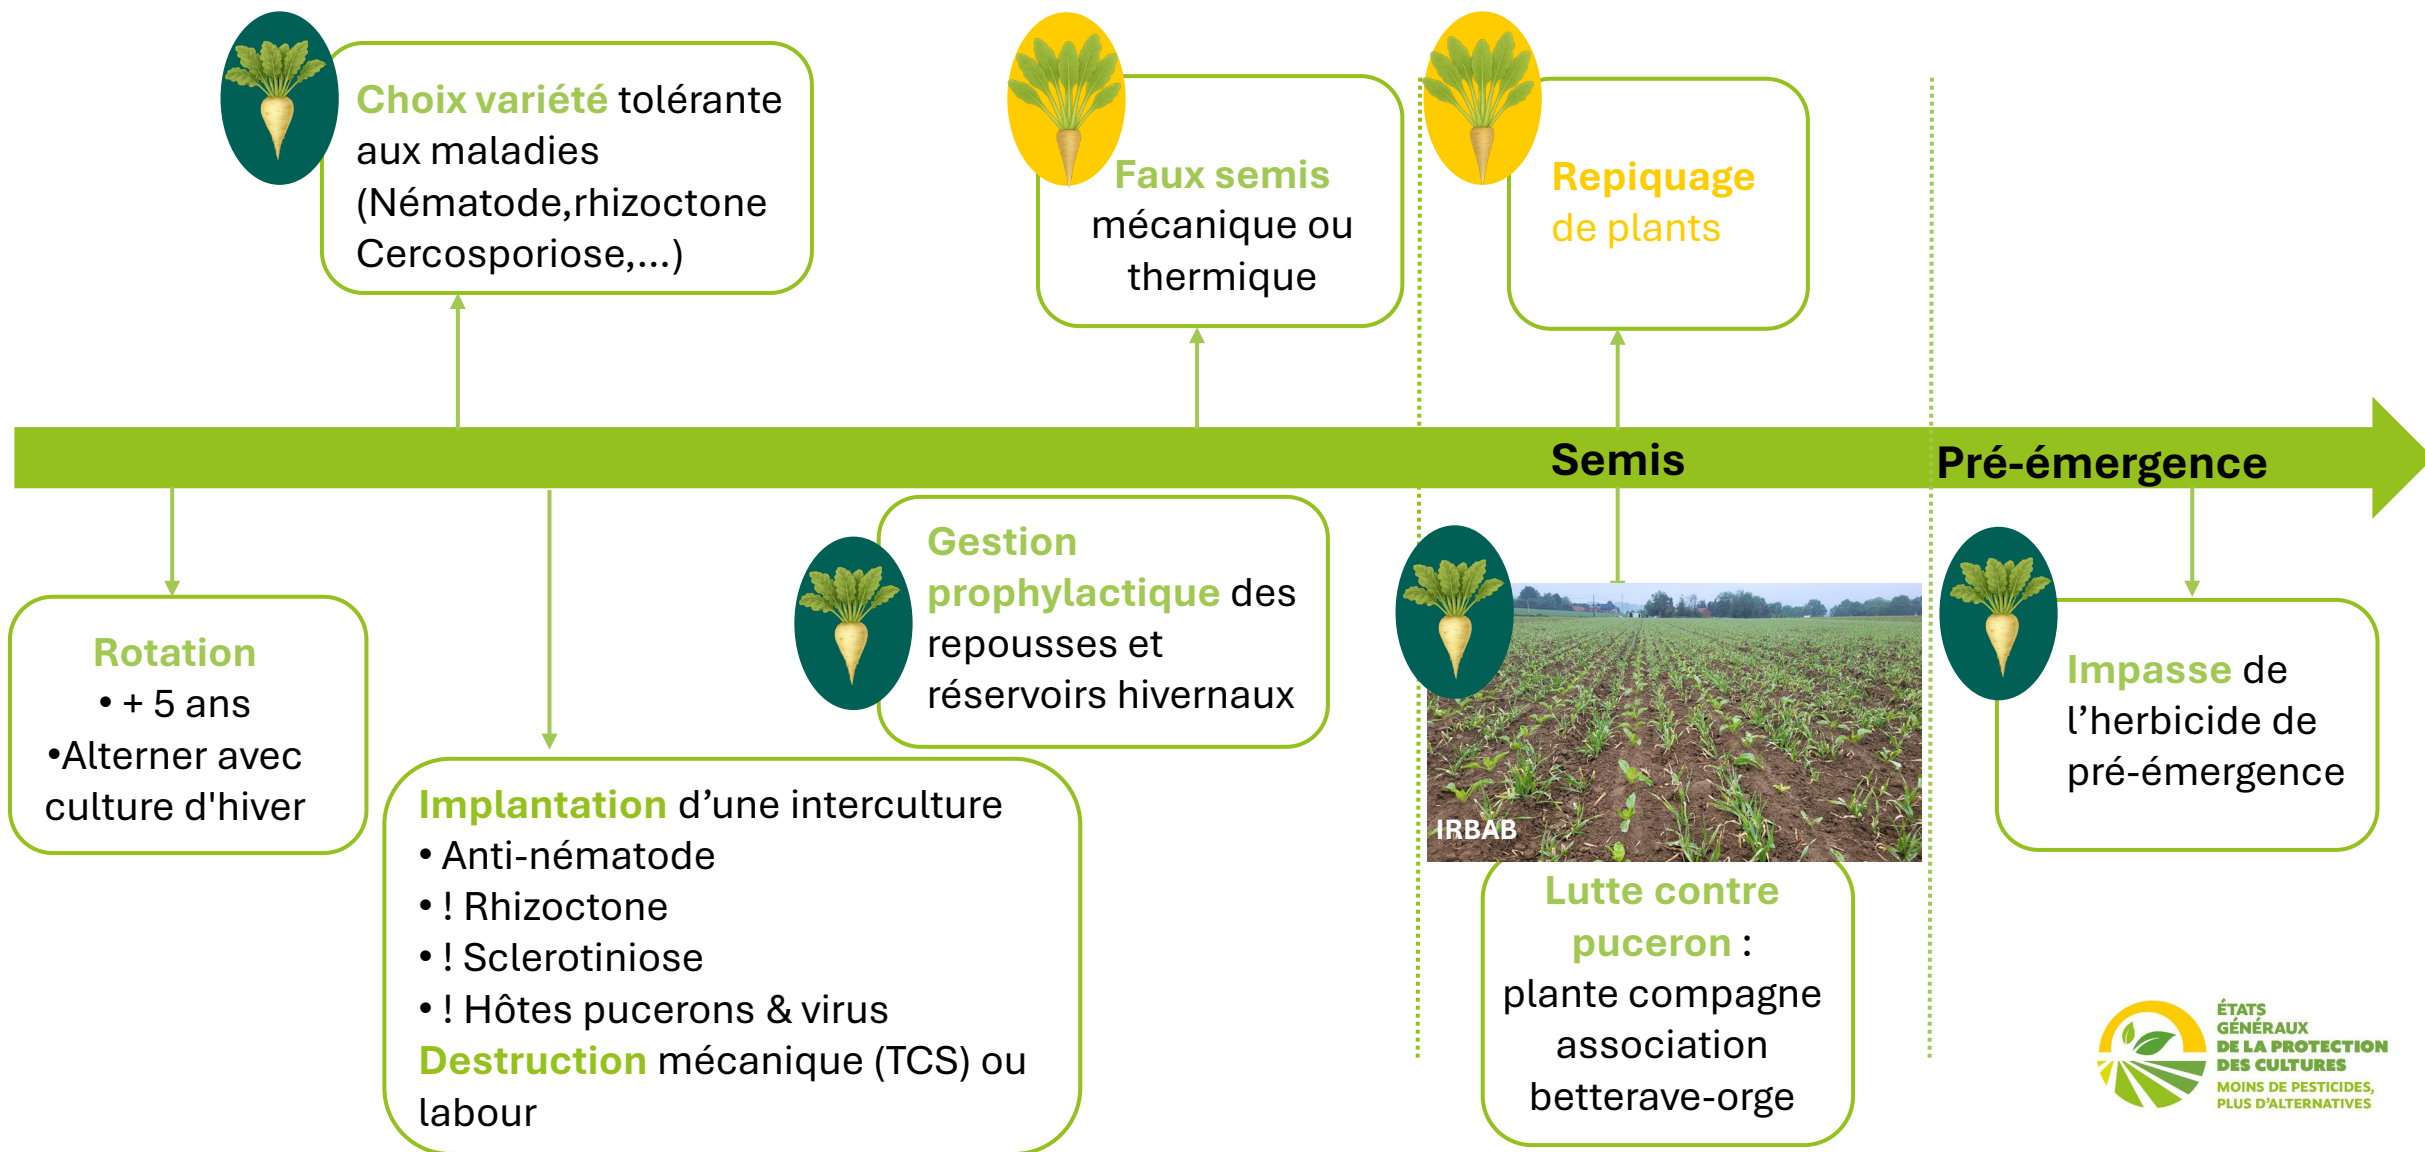 Choix variété tolérante
aux maladies
(Nématode,rhizoctone
Cercosporiose,...)
Faux semis
mécanique ou
thermique
Repiquage
de plants
Semis
Pré-émergence
Rotation
• + 5 ans
•Alterner avec
culture d'hiver
Implantation d’une interculture
• Anti-nématode
• ! Rhizoctone
• ! Sclerotiniose
• ! Hôtes pucerons & virus
Destruction mécanique (TCS) ou
labour
Gestion
prophylactique des
repousses et
réservoirs hivernaux
IRBAB
Lutte contre
puceron :
plante compagne
association
betterave-orge
Impasse de
l’herbicide de
pré-émergence
ÉTATS
GÉNÉRAUX
DE LA PROTECTION
DES CULTURES
MOINS DE PESTICIDES,
PLUS D'ALTERNATIVES